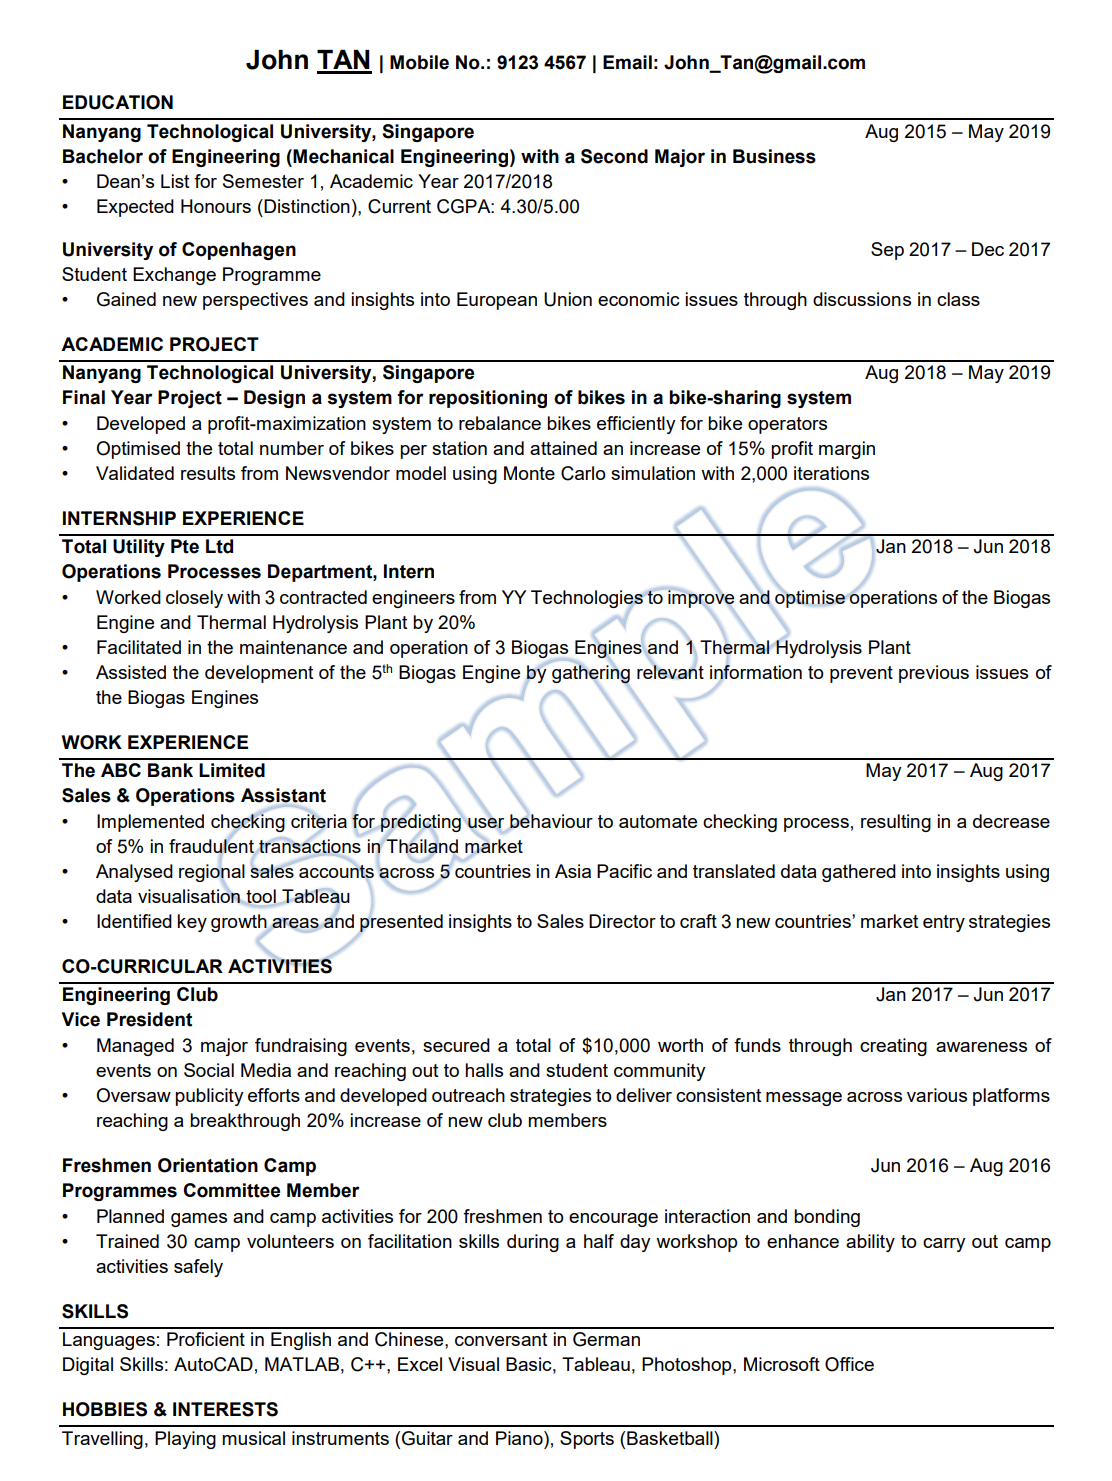 John TAN | Mobile No.: 9123 4567 | Email: John_Tan@gmail.com
EDUCATION
Nanyang Technological University, Singapore Aug 2015 – May 2019
Bachelor of Engineering (Mechanical Engineering) with a Second Major in Business
• Dean’s List for Semester 1, Academic Year 2017/2018
• Expected Honours (Distinction), Current CGPA: 4.30/5.00
University of Copenhagen Sep 2017 – Dec 2017
Student Exchange Programme
• Gained new perspectives and insights into European Union economic issues through discussions in class
ACADEMIC PROJECT
Nanyang Technological University, Singapore Aug 2018 – May 2019
Final Year Project – Design a system for repositioning of bikes in a bike-sharing system
• Developed a profit-maximization system to rebalance bikes efficiently for bike operators
• Optimised the total number of bikes per station and attained an increase of 15% profit margin
• Validated results from Newsvendor model using Monte Carlo simulation with 2,000 iterations
INTERNSHIP EXPERIENCE
Total Utility Pte Ltd Jan 2018 – Jun 2018
Operations Processes Department, Intern
• Worked closely with 3 contracted engineers from YY Technologies to improve and optimise operations of the Biogas
Engine and Thermal Hydrolysis Plant by 20%
• Facilitated in the maintenance and operation of 3 Biogas Engines and 1 Thermal Hydrolysis Plant
• Assisted the development of the 5th Biogas Engine by gathering relevant information to prevent previous issues of
the Biogas Engines
WORK EXPERIENCE
The ABC Bank Limited May 2017 – Aug 2017
Sales & Operations Assistant
• Implemented checking criteria for predicting user behaviour to automate checking process, resulting in a decrease
of 5% in fraudulent transactions in Thailand market
• Analysed regional sales accounts across 5 countries in Asia Pacific and translated data gathered into insights using
data visualisation tool Tableau
• Identified key growth areas and presented insights to Sales Director to craft 3 new countries’ market entry strategies
CO-CURRICULAR ACTIVITIES
Engineering Club Jan 2017 – Jun 2017
Vice President
• Managed 3 major fundraising events, secured a total of $10,000 worth of funds through creating awareness of
events on Social Media and reaching out to halls and student community
• Oversaw publicity efforts and developed outreach strategies to deliver consistent message across various platforms
reaching a breakthrough 20% increase of new club members
Freshmen Orientation Camp Jun 2016 – Aug 2016
Programmes Committee Member
• Planned games and camp activities for 200 freshmen to encourage interaction and bonding
• Trained 30 camp volunteers on facilitation skills during a half day workshop to enhance ability to carry out camp
activities safely
SKILLS
Languages: Proficient in English and Chinese, conversant in German
Digital Skills: AutoCAD, MATLAB, C++, Excel Visual Basic, Tableau, Photoshop, Microsoft Office
HOBBIES & INTERESTS
Travelling, Playing musical instruments (Guitar and Piano), Sports (Basketball)
Sample